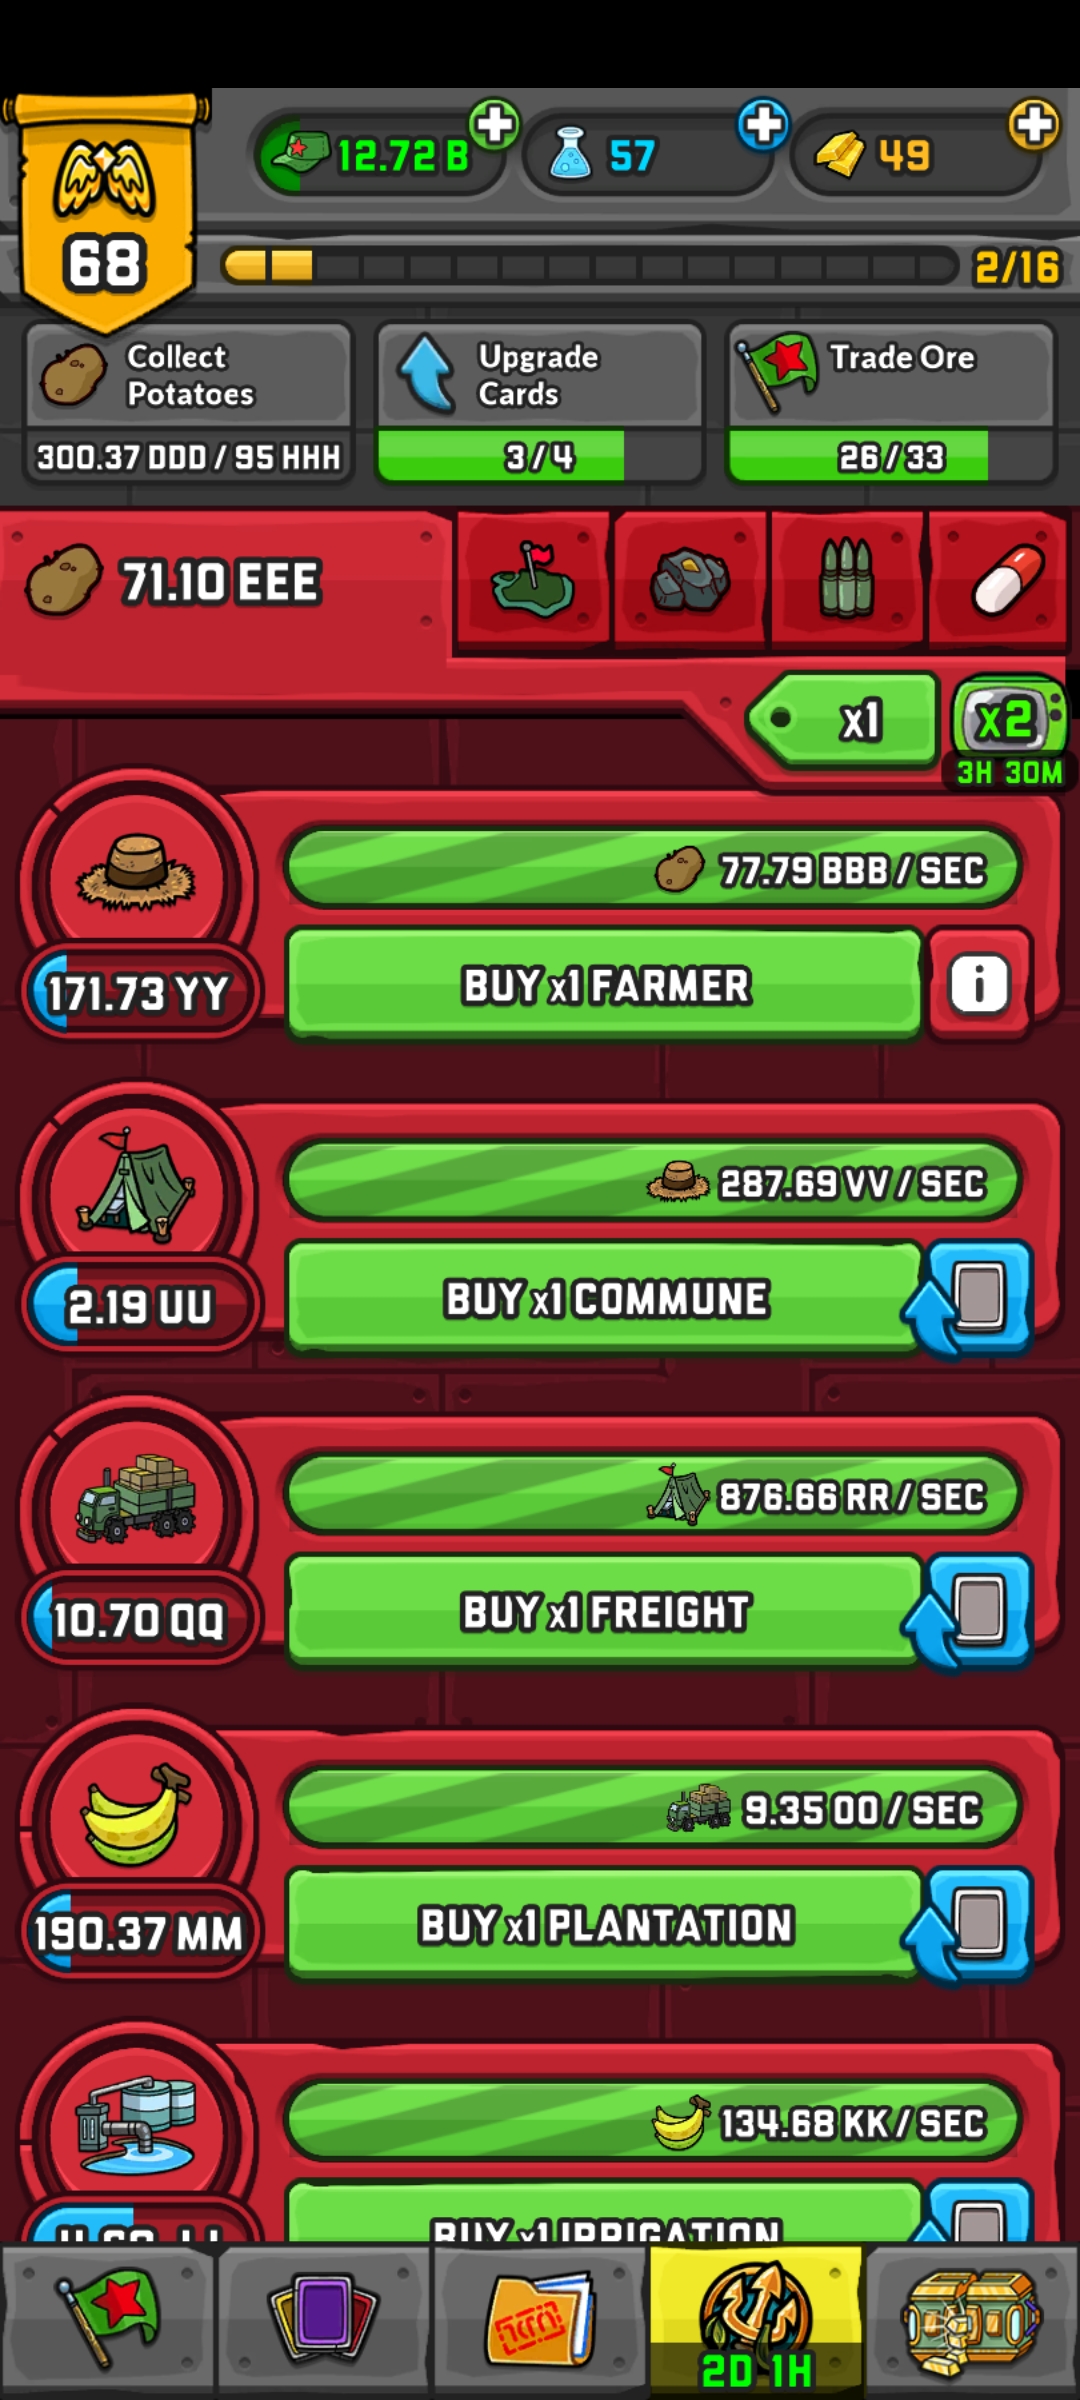 12.72 B
57
49
68
2/16
Collect
Potatoes
300.37 DDD / 95 HHH
Upgrade
Cards
3/4
Trade Ore
26/33
71.10 EEE
x1
x2
3H 30M
77.79 BBB / SEC
171.73 YY
BUY x1 FARMER
i
287.69 VV / SEC
2.19 UU
BUY x1 COMMUNE
876.66 RR / SEC
10.70 QQ
BUY x1 FREIGHT
9.35 OO / SEC
190.37 MM
BUY x1 PLANTATION
134.68 KK / SEC
BUY x1 IRRIGATION
2D 1H